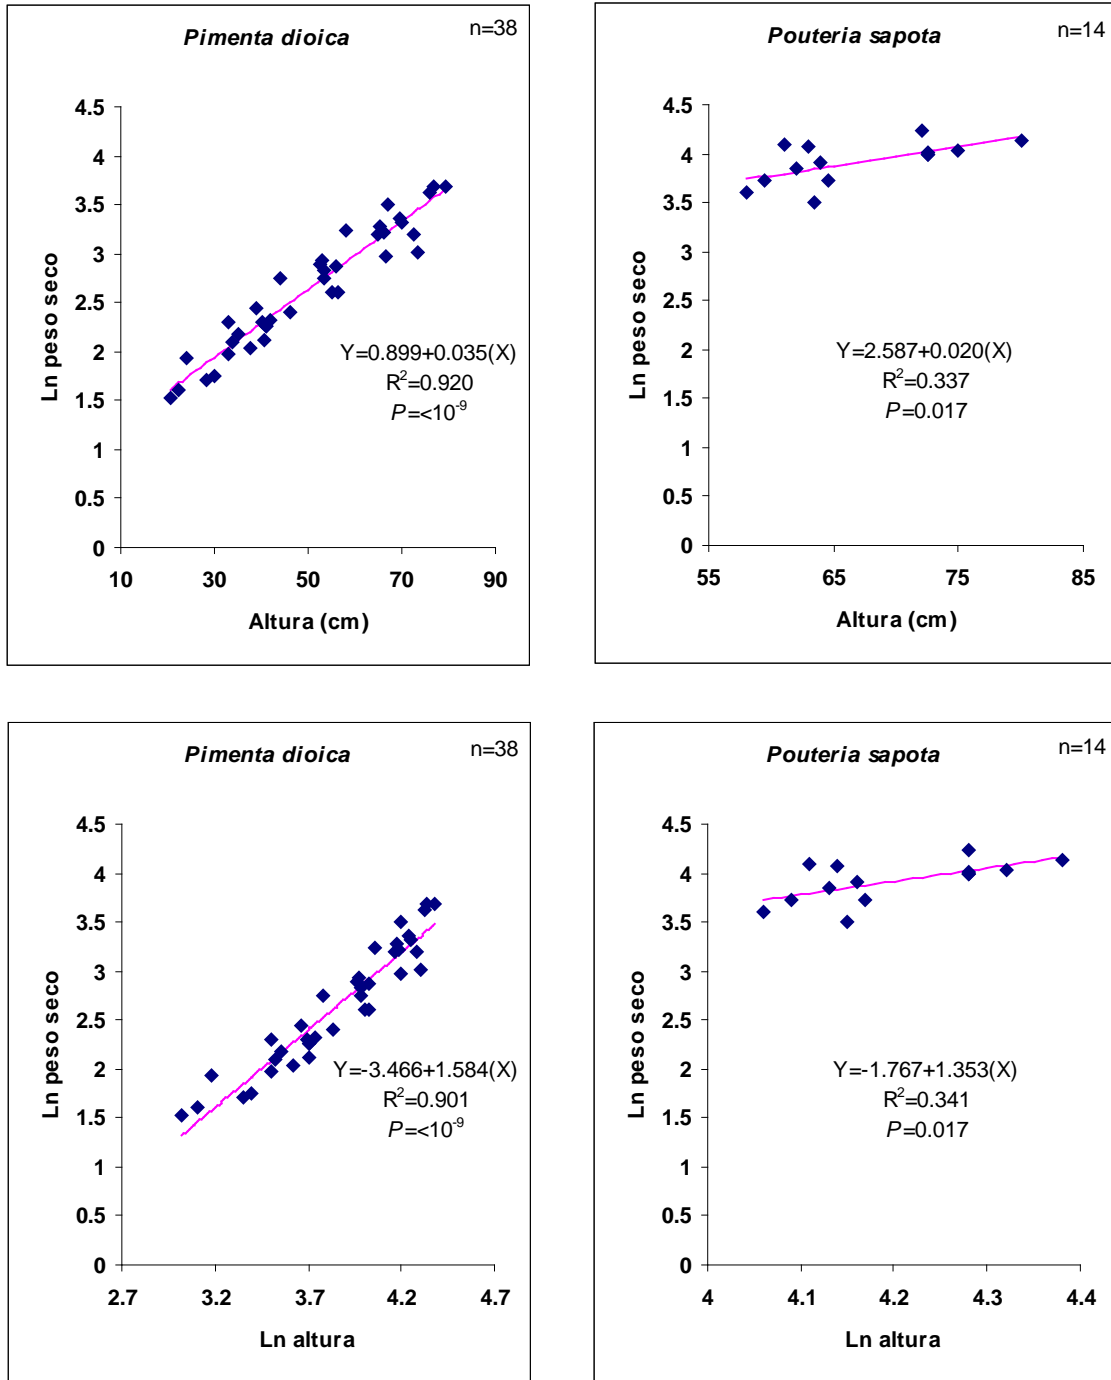 Pimenta dioica
n=38
4.5
4
3.5
3
2.5
2
1.5
1
0.5
0
Ln peso seco
Y=0.899+0.035(X)
R²=0.920
P=<10⁻⁹
10 30 50 70 90
Altura (cm)
Pouteria sapota
n=14
4.5
4
3.5
3
2.5
2
1.5
1
0.5
0
Ln peso seco
Y=2.587+0.020(X)
R²=0.337
P=0.017
55 65 75 85
Altura (cm)
Pimenta dioica
n=38
4.5
4
3.5
3
2.5
2
1.5
1
0.5
0
Ln peso seco
Y=-3.466+1.584(X)
R²=0.901
P=<10⁻⁹
2.7 3.2 3.7 4.2 4.7
Ln altura
Pouteria sapota
n=14
4.5
4
3.5
3
2.5
2
1.5
1
0.5
0
Ln peso seco
Y=-1.767+1.353(X)
R²=0.341
P=0.017
4 4.1 4.2 4.3 4.4
Ln altura